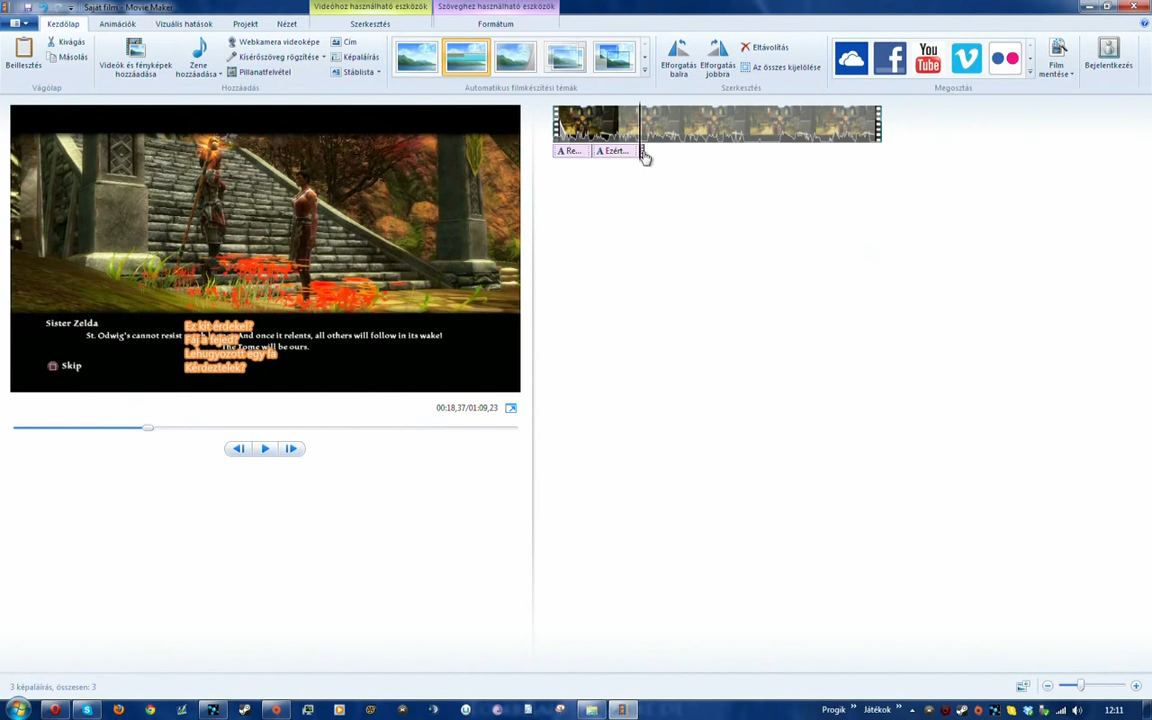 Saját film - Movie Maker
Videóhoz használható eszközök
Szöveghez használható eszközök
Kezdőlap
Animációk
Vizuális hatások
Projekt
Nézet
Szerkesztés
Formátum
Beillesztés
Kivágás
Másolás
Vágólap
Videók és fényképek
hozzáadása
Zene
hozzáadása
Webkamera videoképe
Kísérőszöveg rögzítése
Pillanatfelvétel
Cím
Képaláírás
Stáblista
Hozzáadás
Automatikus filmkészítési témák
Elforgatás
balra
Elforgatás
jobbra
Eltávolítás
Az összes kijelölése
Szerkesztés
You
Tube
Megosztás
Film
mentése
Bejelentkezés
A Re...
A Ezért...
Sister Zelda
St. Odwig's cannot resist And once it relents, all others will follow in its wake!
The Tome will be ours.
Ez kit érdekel?
Fáj a fejed?
Lehugyozott egy fa
Kérdeztelek?
Skip
00:18,37/01:09,23
3 képaláírás, összesen: 3
Progik
Játékok
12:11